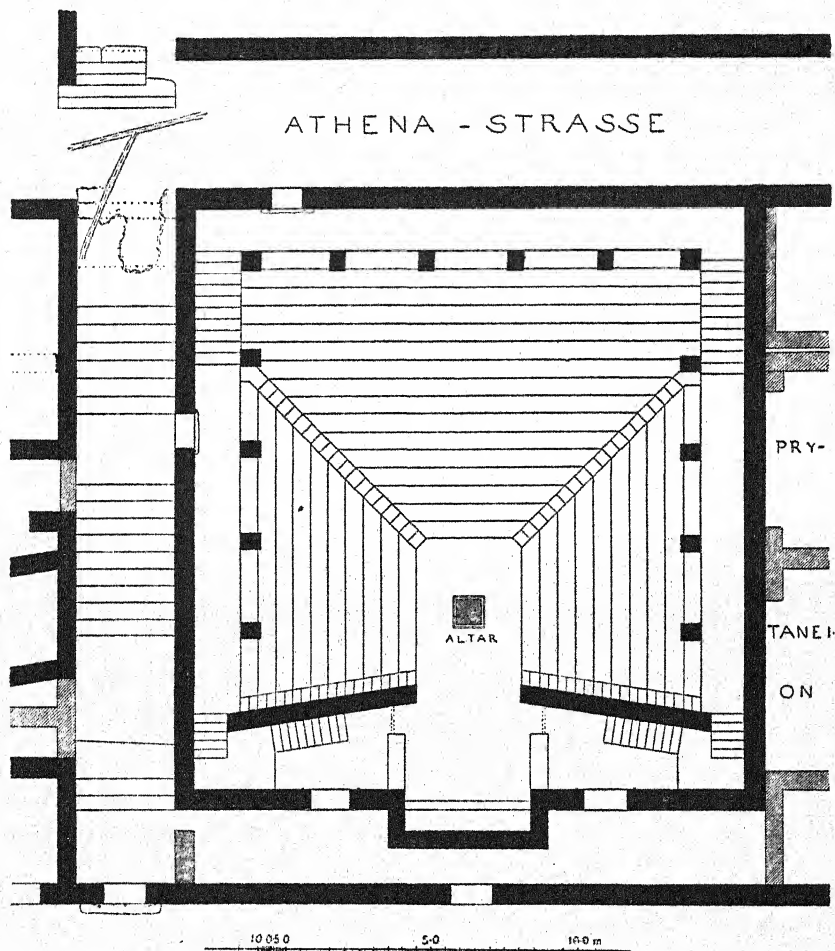 ATHENA - STRASSE
PRY-
ALTAR
TANEI-
ON
10 0.5 0 5·0 10·0 m